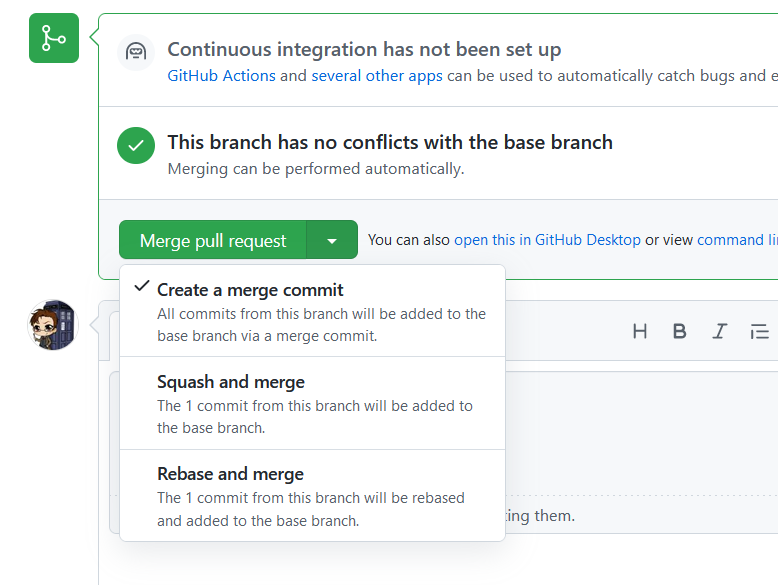 Continuous integration has not been set up
GitHub Actions and several other apps can be used to automatically catch bugs and
This branch has no conflicts with the base branch
Merging can be performed automatically.
Merge pull request
You can also open this in GitHub Desktop or view command
Create a merge commit
All commits from this branch will be added to the
base branch via a merge commit.
H B I
Squash and merge
The 1 commit from this branch will be added to
the base branch.
Rebase and merge
The 1 commit from this branch will be rebased
and added to the base branch.
them.